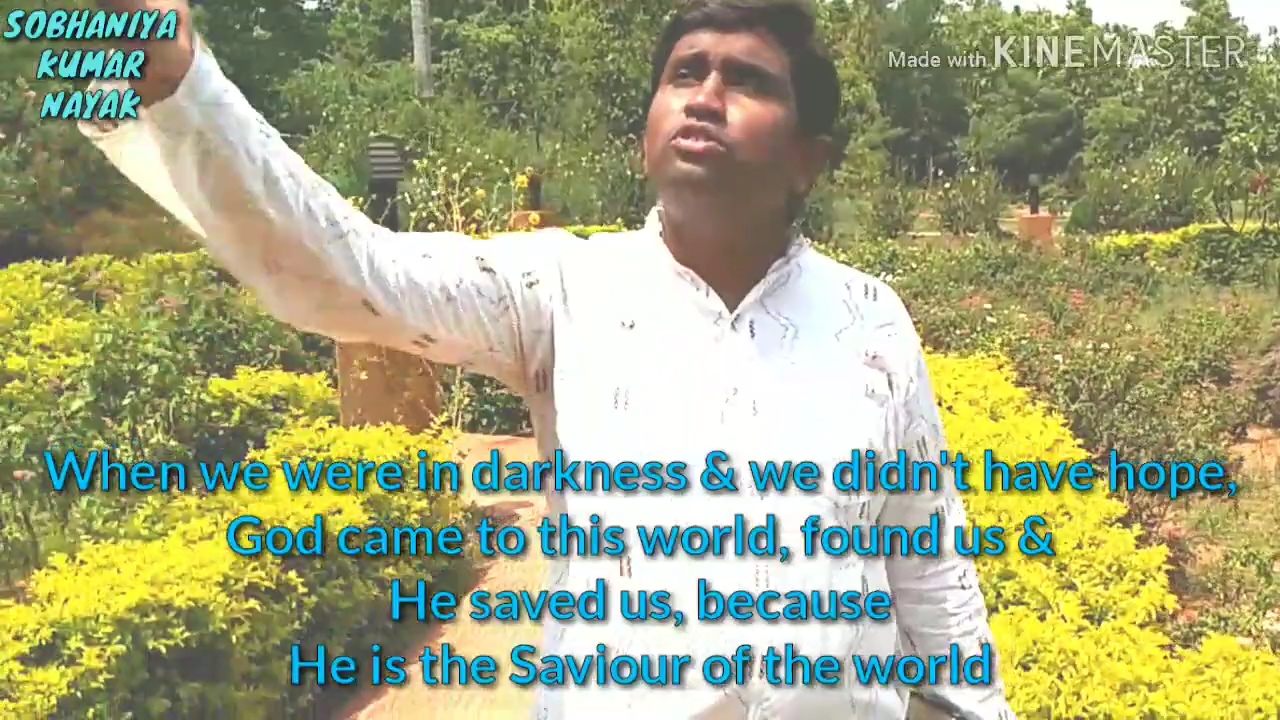 SOBHANIYA
KUMAR
NAYAK
Made with KINEMASTER
When we were in darkness & we didn't have hope,
God came to this world, found us &
He saved us, because
He is the Saviour of the world